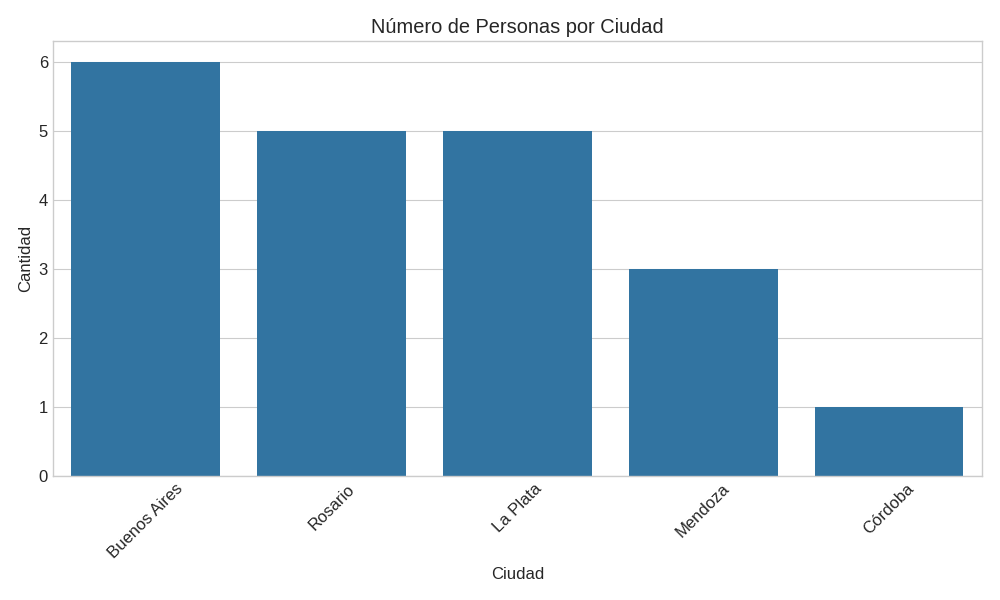 Número de Personas por Ciudad
Cantidad
6
5
4
3
2
1
0
Buenos Aires
Rosario
La Plata
Mendoza
Córdoba
Ciudad